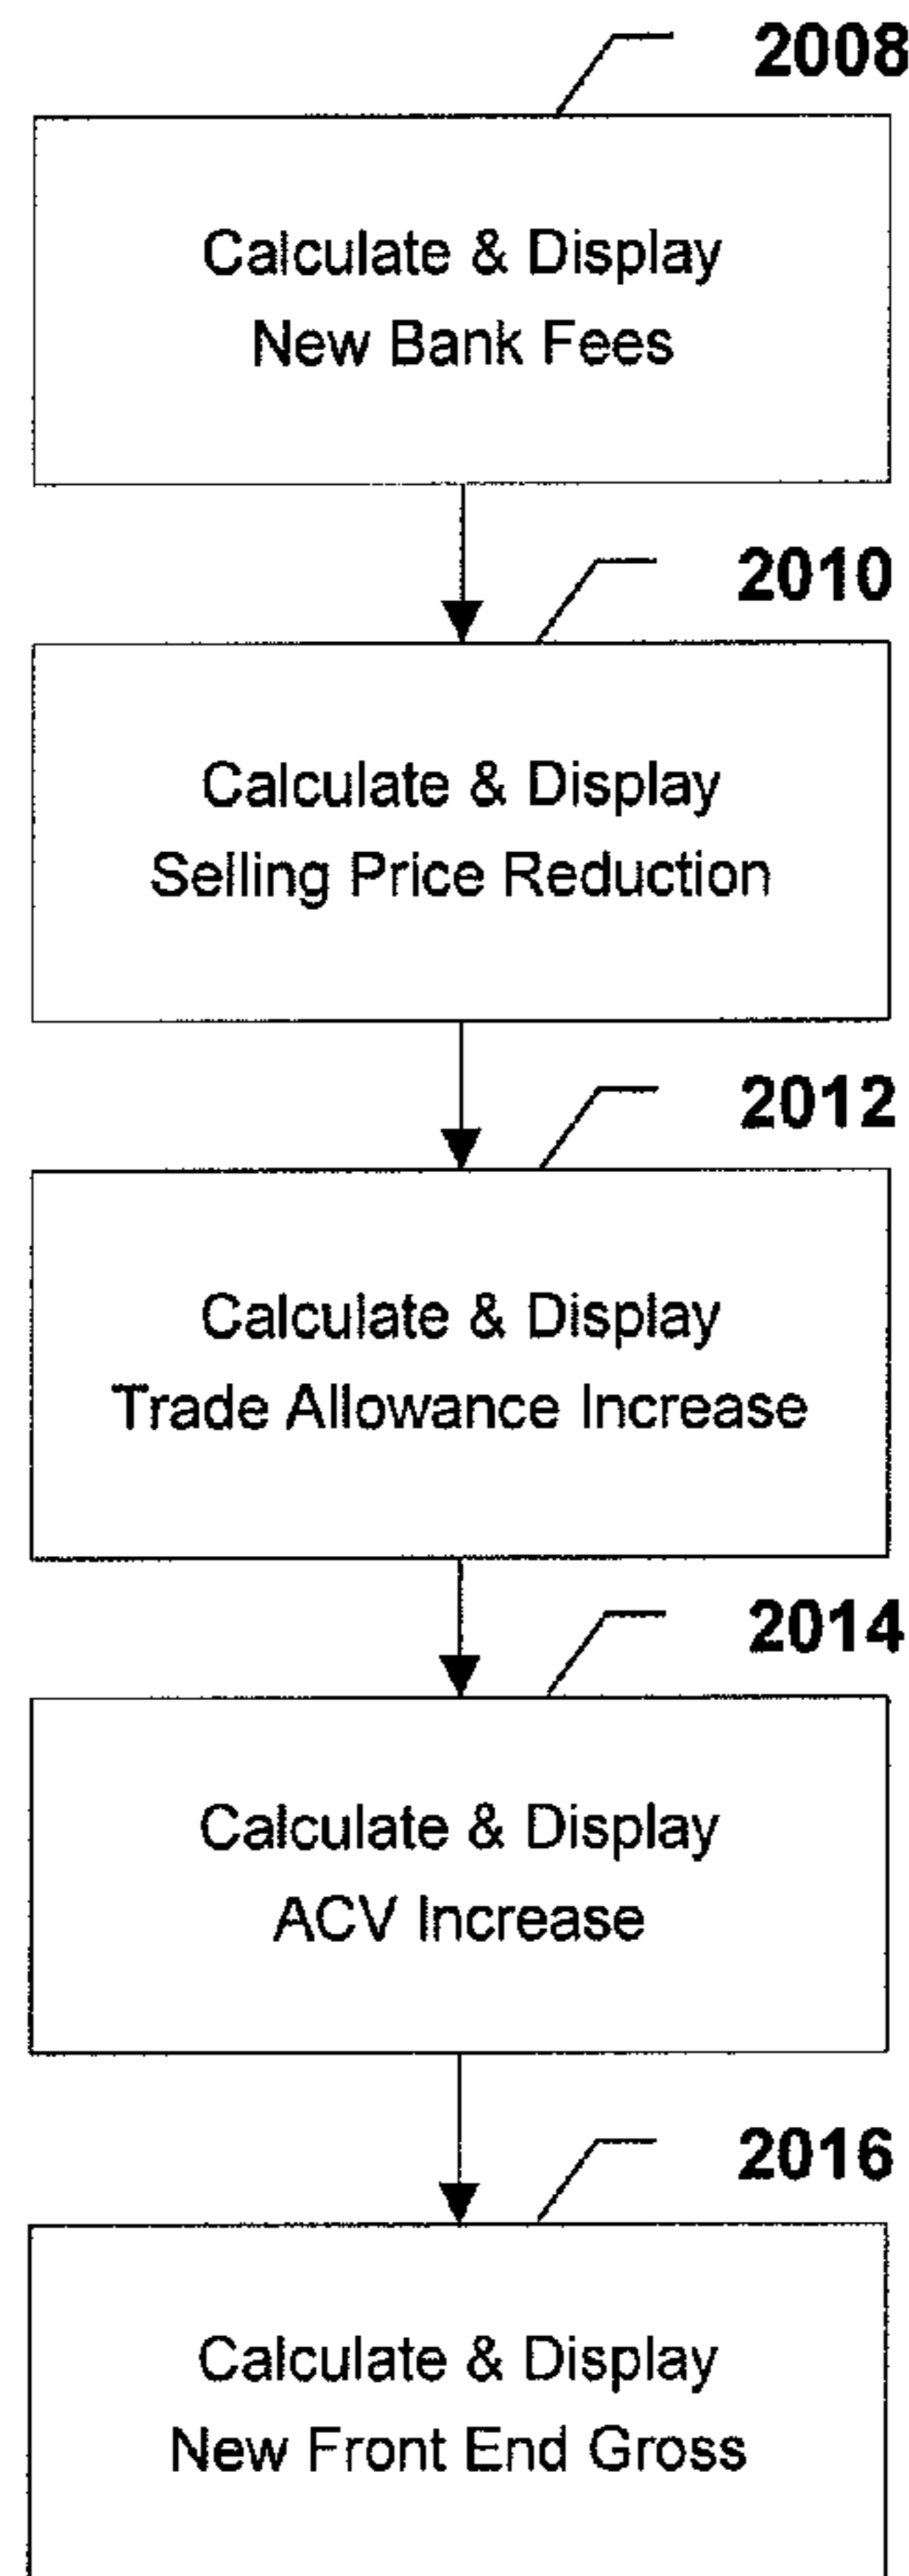 2008
Calculate & Display
New Bank Fees
2010
Calculate & Display
Selling Price Reduction
2012
Calculate & Display
Trade Allowance Increase
2014
Calculate & Display
ACV Increase
2016
Calculate & Display
New Front End Gross